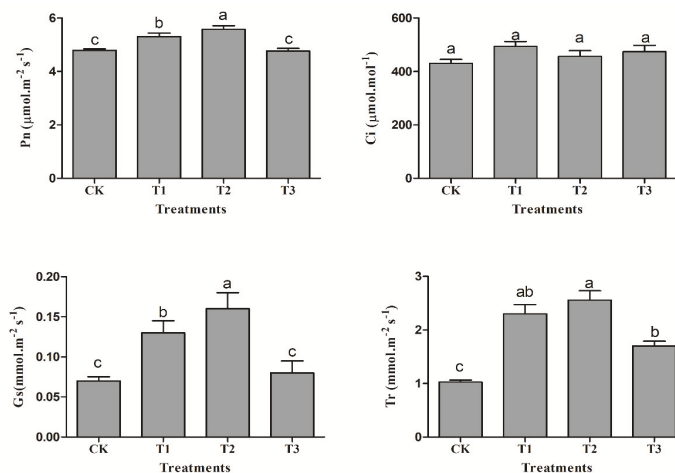 Pn (μmol.m⁻² s⁻¹)
6
4
2
0
c
b
a
c
CK
T1
T2
T3
Treatments
Ci (μmol.mol⁻¹)
600
400
200
0
a
a
a
a
CK
T1
T2
T3
Treatments
Gs(mmol.m⁻² s⁻¹)
0.20
0.15
0.10
0.05
0.00
c
b
a
c
CK
T1
T2
T3
Treatments
Tr (mmol.m⁻² s⁻¹)
3
2
1
0
c
ab
a
b
CK
T1
T2
T3
Treatments